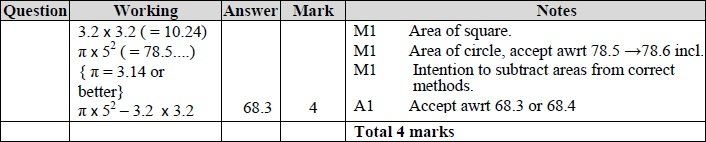 Question Working Answer Mark Notes
3.2 x 3.2 ( = 10.24) M1 Area of square.
π x 5² ( = 78.5....) M1 Area of circle, accept awrt 78.5 →78.6 incl.
{ π = 3.14 or M1 Intention to subtract areas from correct
better} methods.
π x 5² – 3.2 x 3.2 68.3 4 A1 Accept awrt 68.3 or 68.4
Total 4 marks